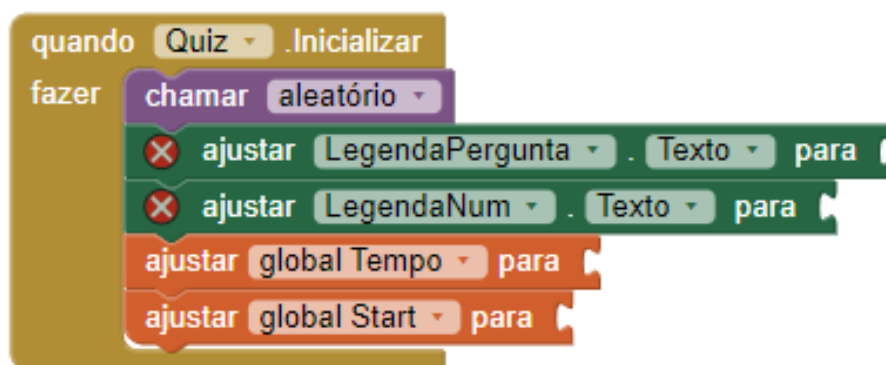 quando Quiz .Inicializar
fazer chamar aleatório
ajustar LegendaPergunta . Texto para
ajustar LegendaNum . Texto para
ajustar global Tempo para
ajustar global Start para